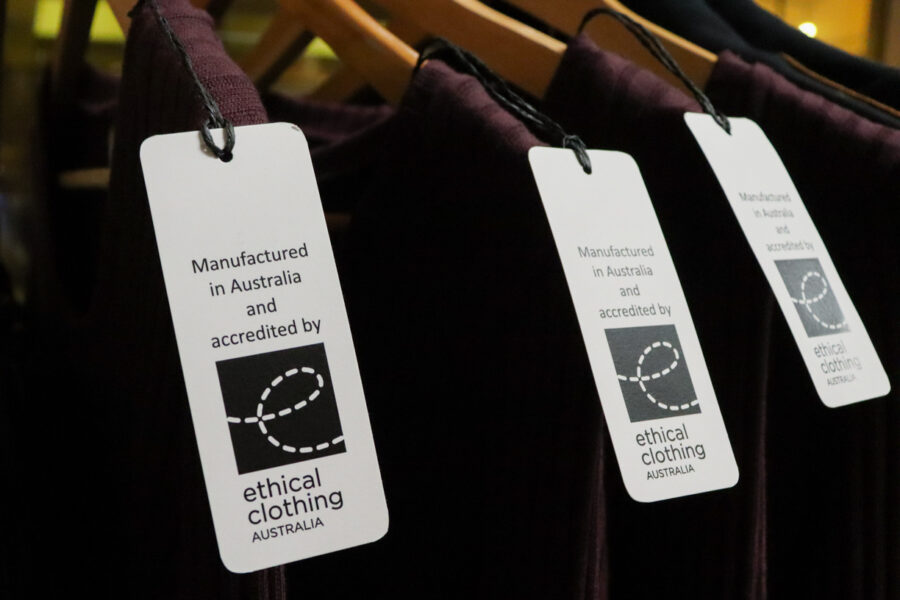 Manufactured
in Australia
and
accredited by
ethical
clothing
AUSTRALIA
Manufactured
in Australia
and
accredited by
ethical
clothing
AUSTRALIA
Manufactured
in Australia
and
accredited by
ethical
clothing
AUSTRALIA